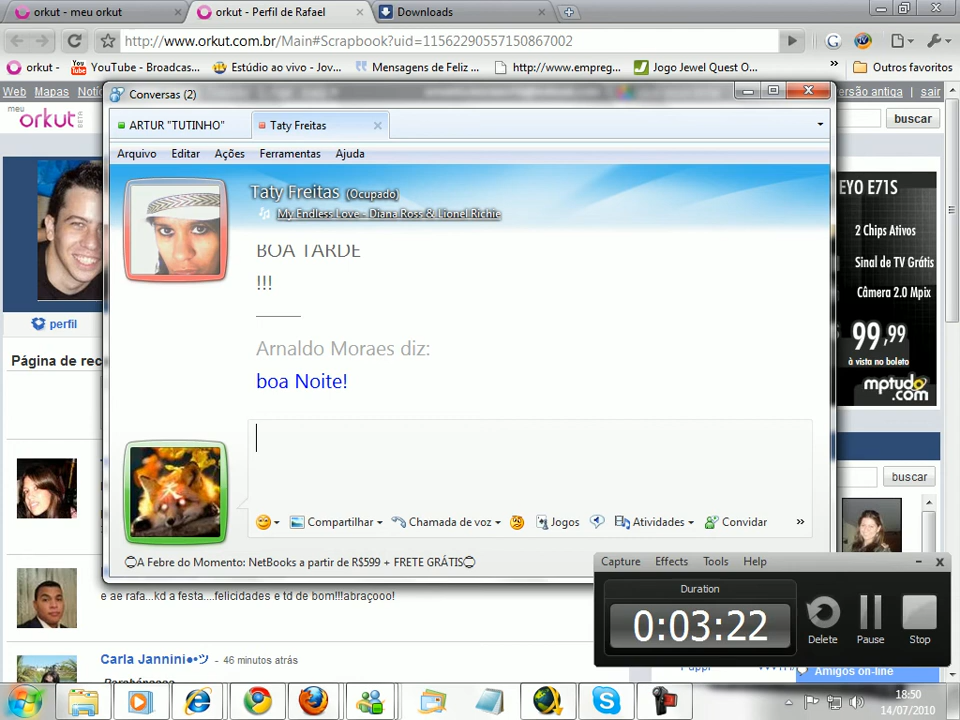 orkut - meu orkut
orkut - Perfil de Rafael
Downloads
http://www.orkut.com.br/Main#Scrapbook?uid=11562290557150867002
orkut -
YouTube - Broadcas...
Estúdio ao vivo - Jov...
Mensagens de Feliz ...
http://www.empreg...
Jogo Jewel Quest O...
»
Outros favoritos
Web
Mapas
Conversas (2)
versão antiga | sair
meu
orkut
BETA
buscar
ARTUR "TUTINHO"
Taty Freitas
Arquivo
Editar
Ações
Ferramentas
Ajuda
Taty Freitas (Ocupado)
My Endless Love - Diana Ross & Lionel Richie
BOA TARDE
!!!
Arnaldo Moraes diz:
boa Noite!
EYO E71S
2 Chips Ativos
Sinal de TV Grátis
Câmera 2.0 Mpix
99,99
à vista no boleto
mptudo
.com
perfil
Página de rec
buscar
Compartilhar
Chamada de voz
Jogos
Atividades
Convidar
»
A Febre do Momento: NetBooks a partir de R$599 + FRETE GRÁTIS
e ae rafa...kd a festa....felicidades e td de bom!!!abraçooo!
Carla Jannini●•ツ - 46 minutos atrás
Capture
Effects
Tools
Help
Duration
0:03:22
Delete
Pause
Stop
Amigos on-line
18:50
14/07/2010